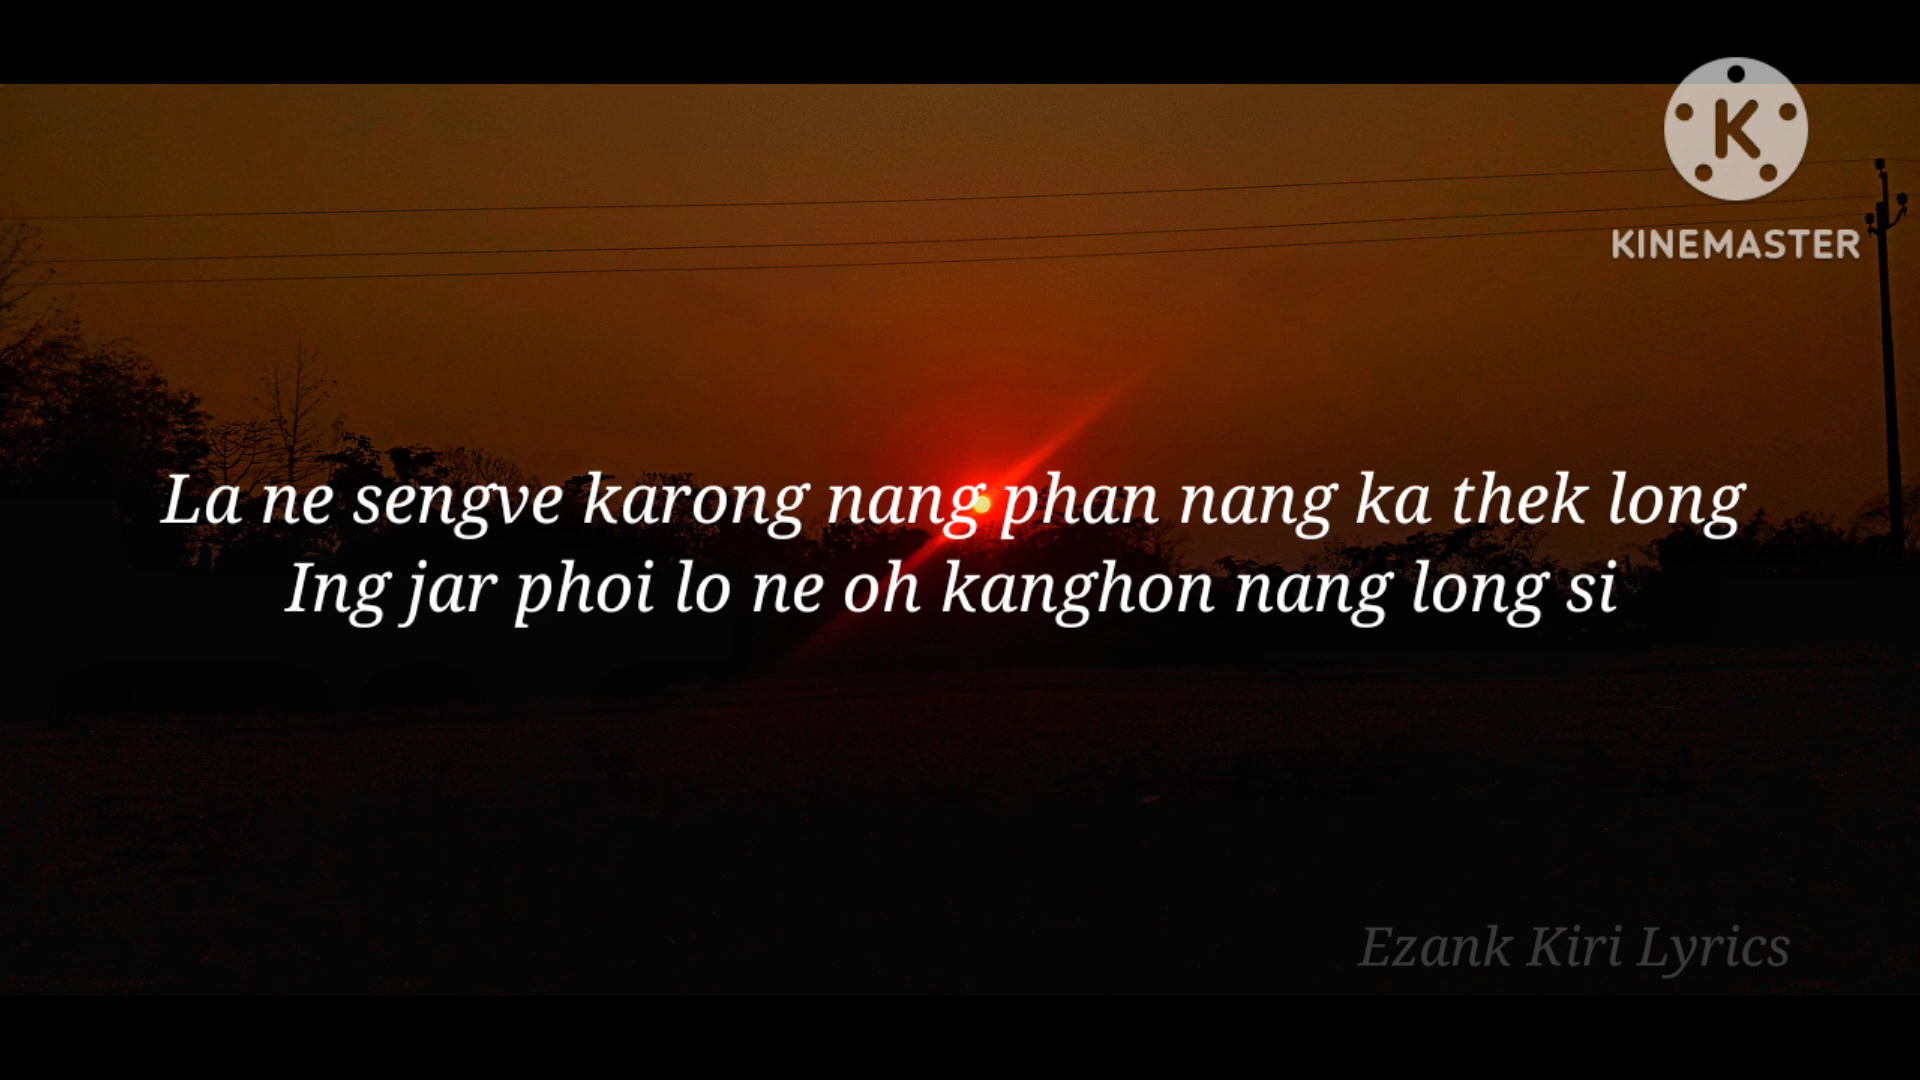 K
KINEMASTER
La ne sengve karong nang phan nang ka thek long
Ing jar phoi lo ne oh kanghon nang long si
Ezank Kiri Lyrics